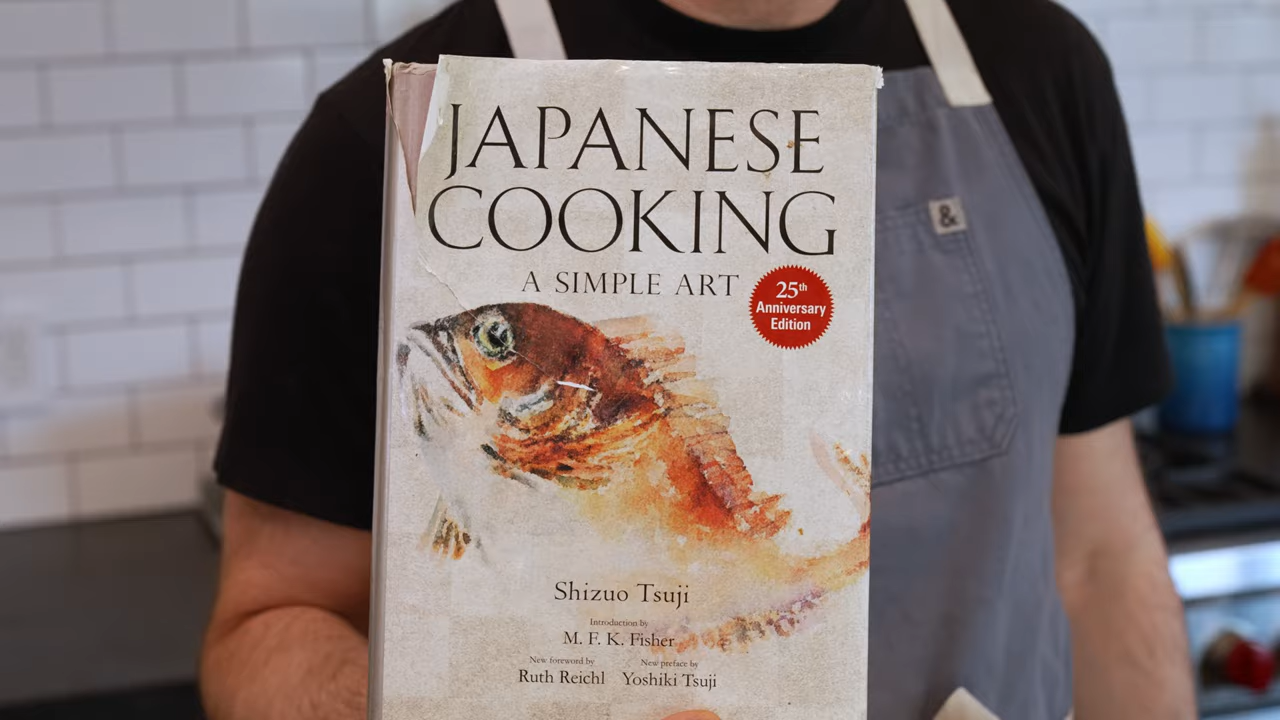 JAPANESE
COOKING
A SIMPLE ART
25th
Anniversary
Edition
&
Shizuo Tsuji
Introduction by
M. F. K. Fisher
New foreword by New preface by
Ruth Reichl Yoshiki Tsuji